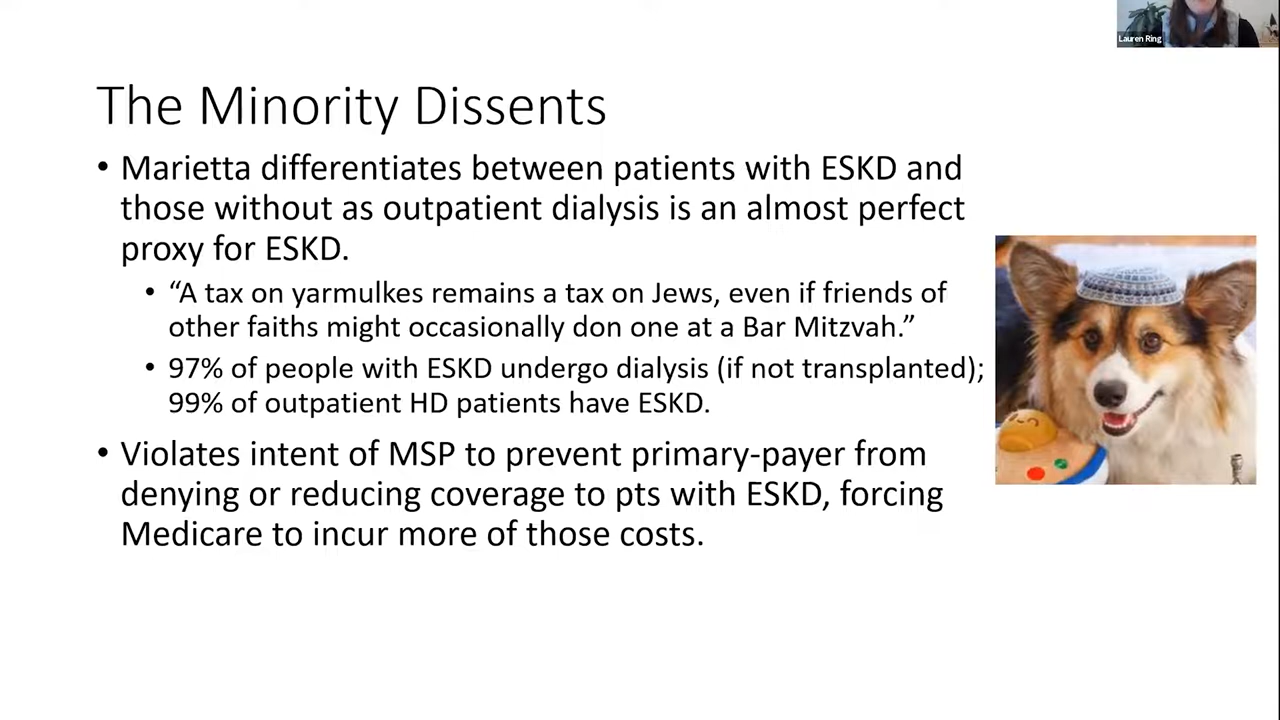 Lauren Ring
The Minority Dissents
• Marietta differentiates between patients with ESKD and
those without as outpatient dialysis is an almost perfect
proxy for ESKD.
• “A tax on yarmulkes remains a tax on Jews, even if friends of
other faiths might occasionally don one at a Bar Mitzvah.”
• 97% of people with ESKD undergo dialysis (if not transplanted);
99% of outpatient HD patients have ESKD.
• Violates intent of MSP to prevent primary-payer from
denying or reducing coverage to pts with ESKD, forcing
Medicare to incur more of those costs.